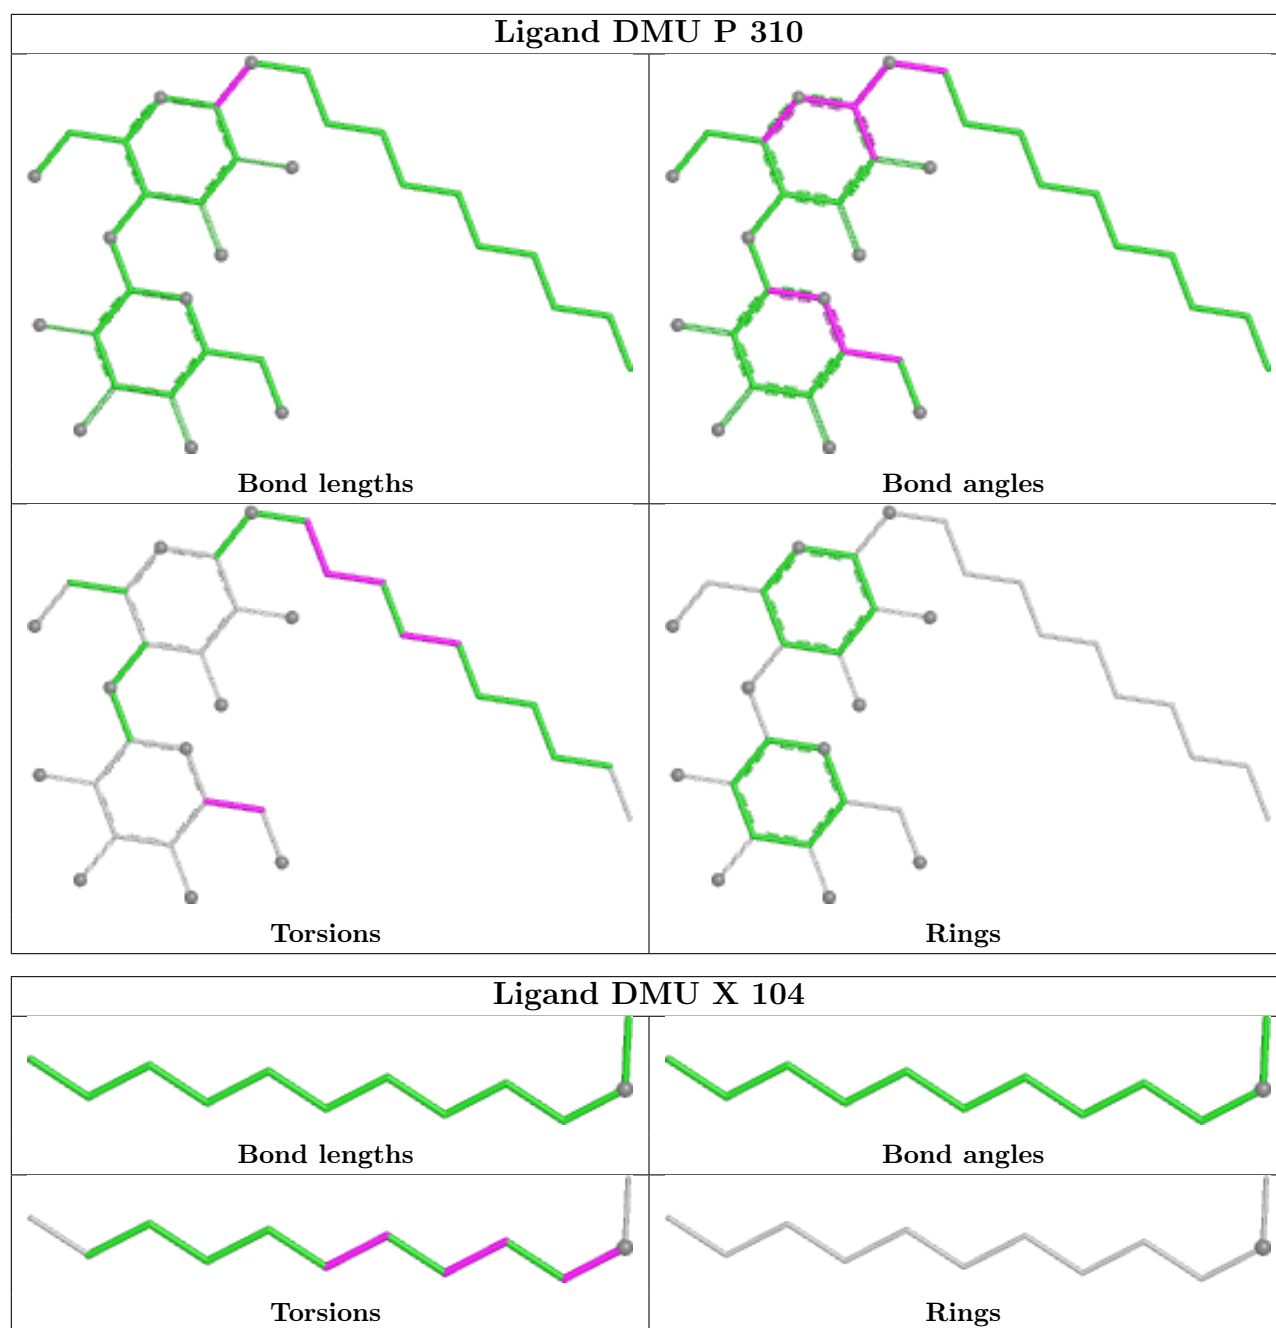 Ligand DMU P 310
Bond lengths
Bond angles
Torsions
Rings
Ligand DMU X 104
Bond lengths
Bond angles
Torsions
Rings